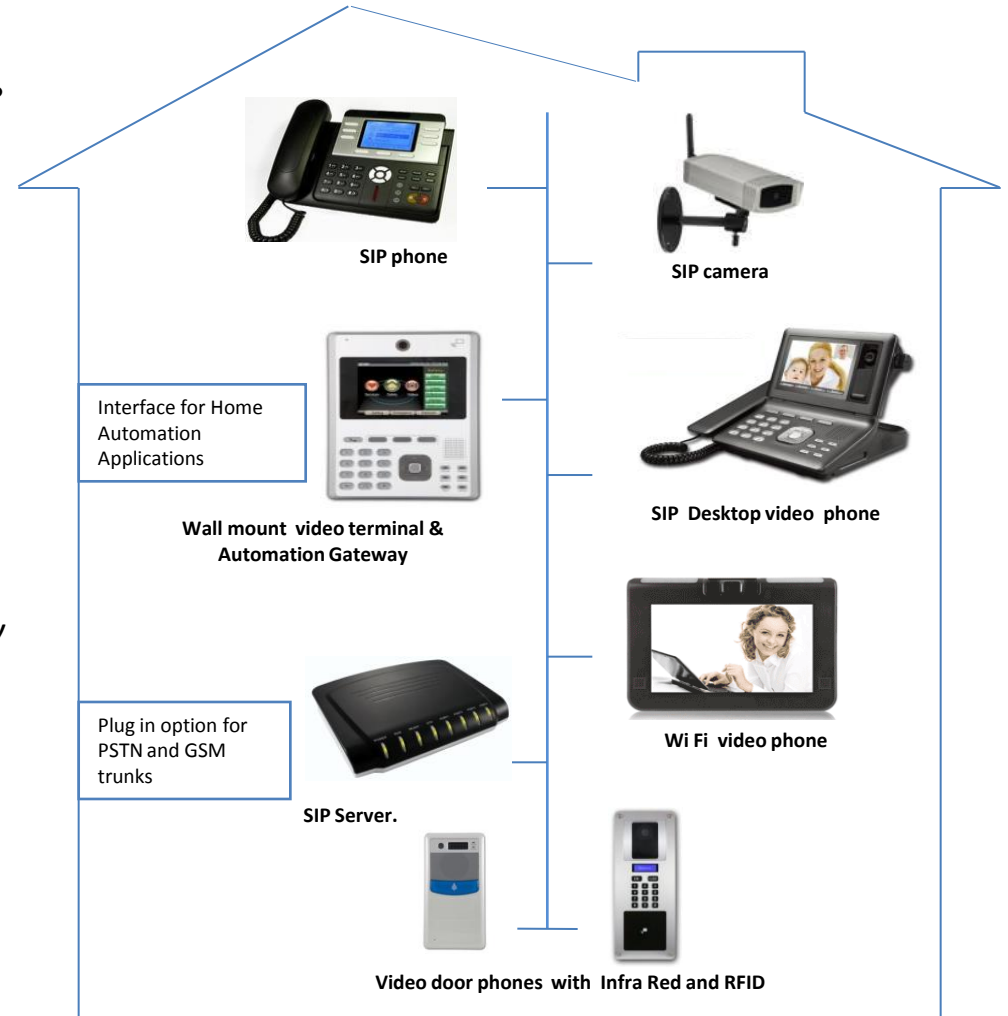 SIP phone
SIP camera
Interface for Home
Automation
Applications
Wall mount video terminal &
Automation Gateway
SIP Desktop video phone
Wi Fi video phone
Plug in option for
PSTN and GSM
trunks
SIP Server.
Video door phones with Infra Red and RFID